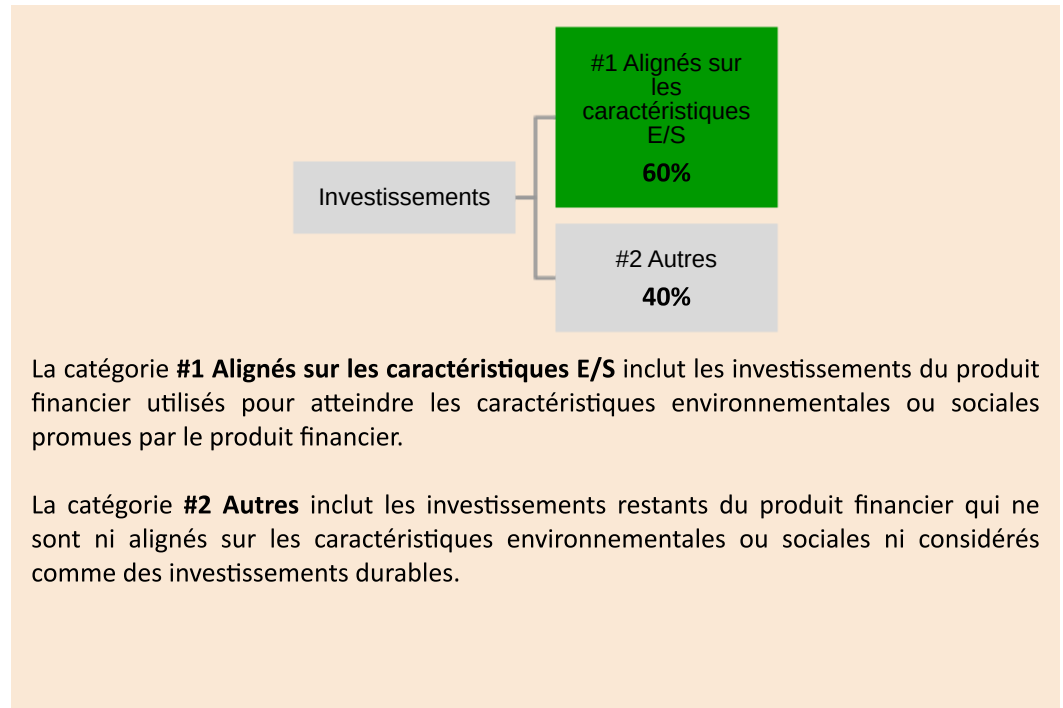 #1 Alignés sur
les
caractéristiques
E/S
60%
Investissements
#2 Autres
40%
La catégorie #1 Alignés sur les caractéristiques E/S inclut les investissements du produit
financier utilisés pour atteindre les caractéristiques environnementales ou sociales
promues par le produit financier.
La catégorie #2 Autres inclut les investissements restants du produit financier qui ne
sont ni alignés sur les caractéristiques environnementales ou sociales ni considérés
comme des investissements durables.